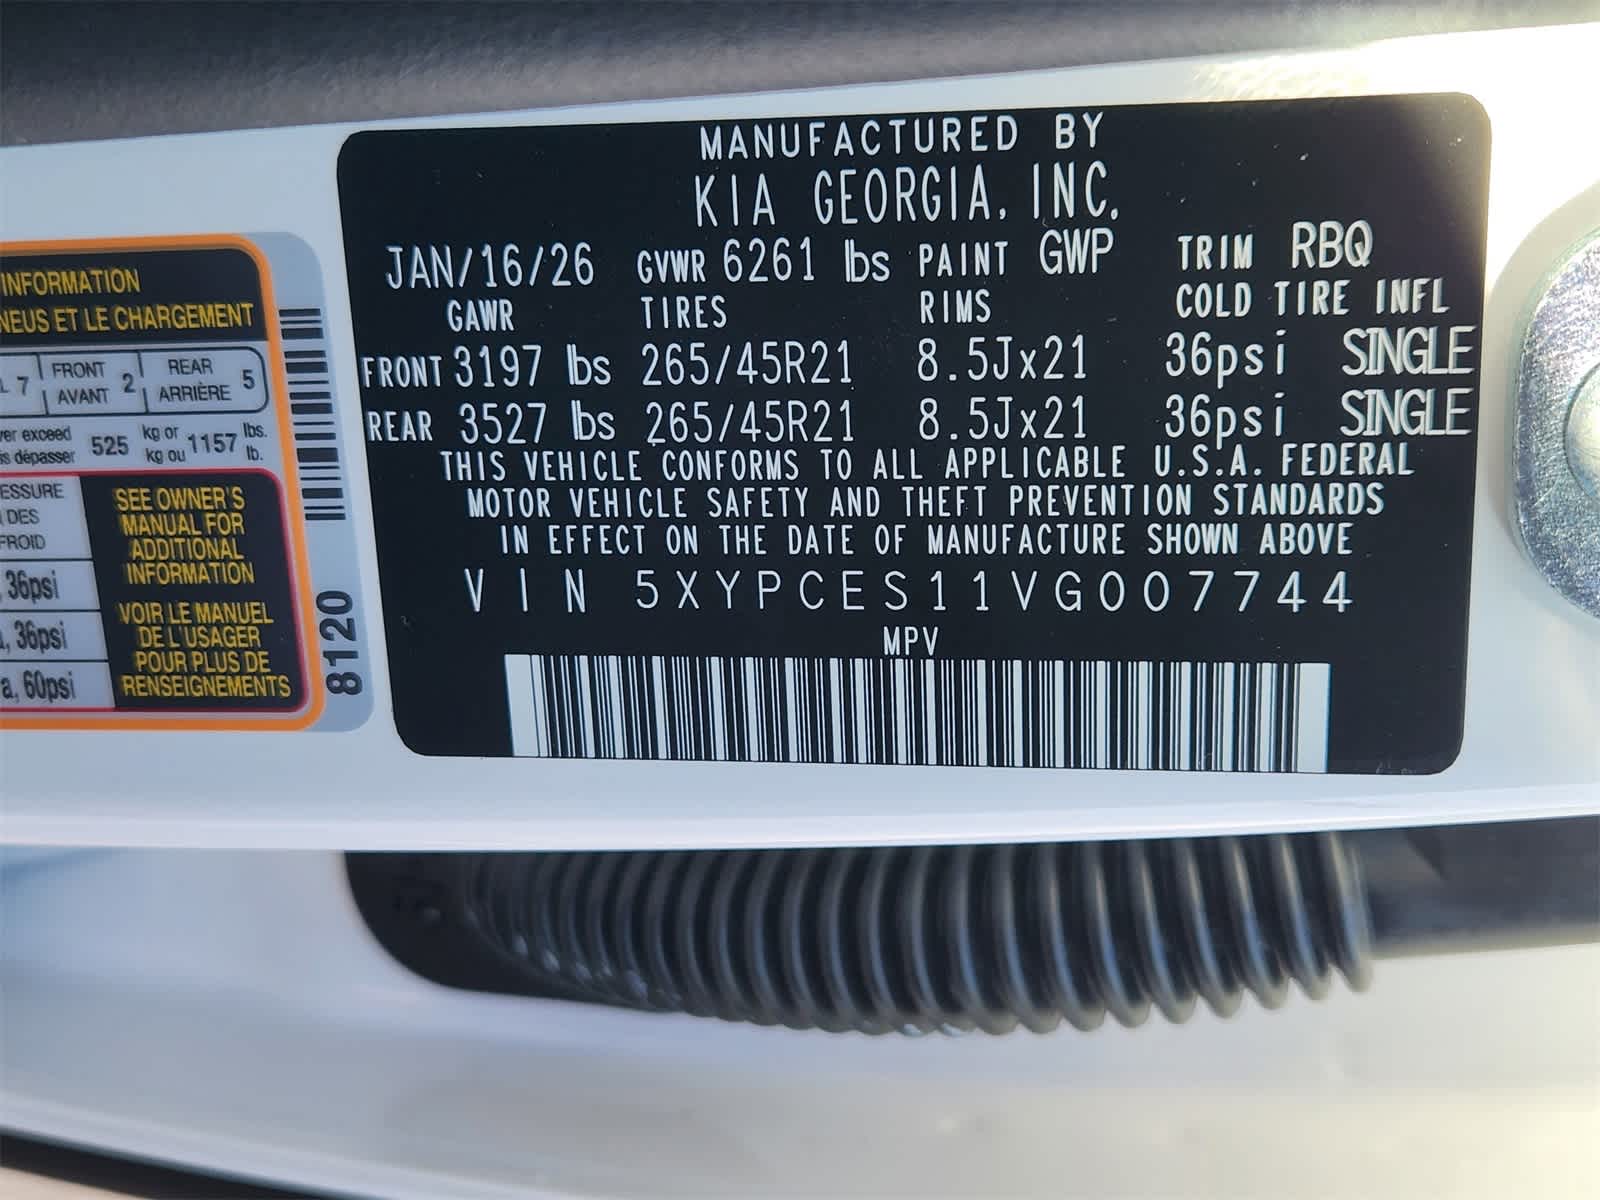 MANUFACTURED BY
KIA GEORGIA, INC.
JAN/16/26 GVWR 6261 lbs PAINT GWP TRIM RBQ
GAWR TIRES RIMS COLD TIRE INFL
FRONT 3197 lbs 265/45R21 8.5Jx21 36psi SINGLE
REAR 3527 lbs 265/45R21 8.5Jx21 36psi SINGLE
THIS VEHICLE CONFORMS TO ALL APPLICABLE U.S.A. FEDERAL
MOTOR VEHICLE SAFETY AND THEFT PREVENTION STANDARDS
IN EFFECT ON THE DATE OF MANUFACTURE SHOWN ABOVE
VIN 5XYPCES11VG007744
MPV
INFORMATION
NEUS ET LE CHARGEMENT
L 7 FRONT AVANT 2 REAR ARRIÈRE 5
ver exceed 525 kg or 1157 lbs.
is dépasser kg ou lb.
ESSURE
DES
FROID
36psi
, 36psi
a, 60psi
SEE OWNER'S
MANUAL FOR
ADDITIONAL
INFORMATION
VOIR LE MANUEL
DE L'USAGER
POUR PLUS DE
RENSEIGNEMENTS
8120